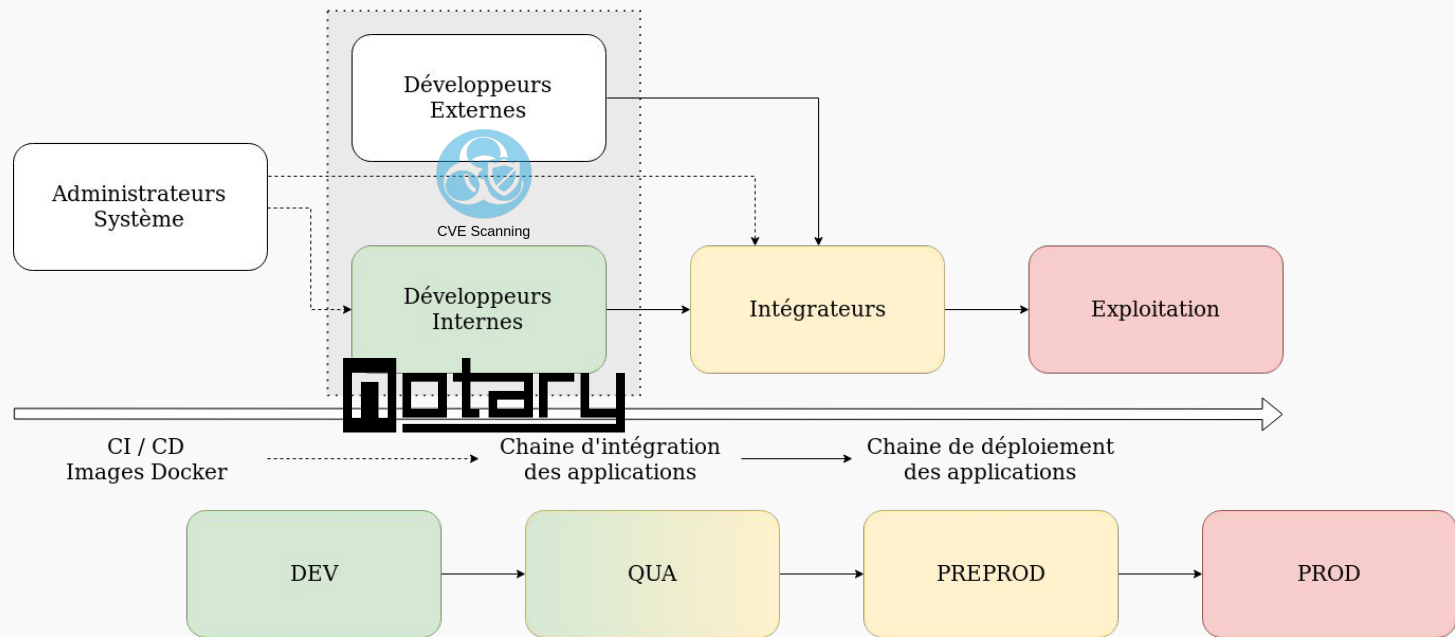 Développeurs
Externes
Administrateurs
Système
CVE Scanning
Développeurs
Internes
Intégrateurs
Exploitation
notary
CI / CD
Images Docker
Chaine d'intégration
des applications
Chaine de déploiement
des applications
DEV
QUA
PREPROD
PROD